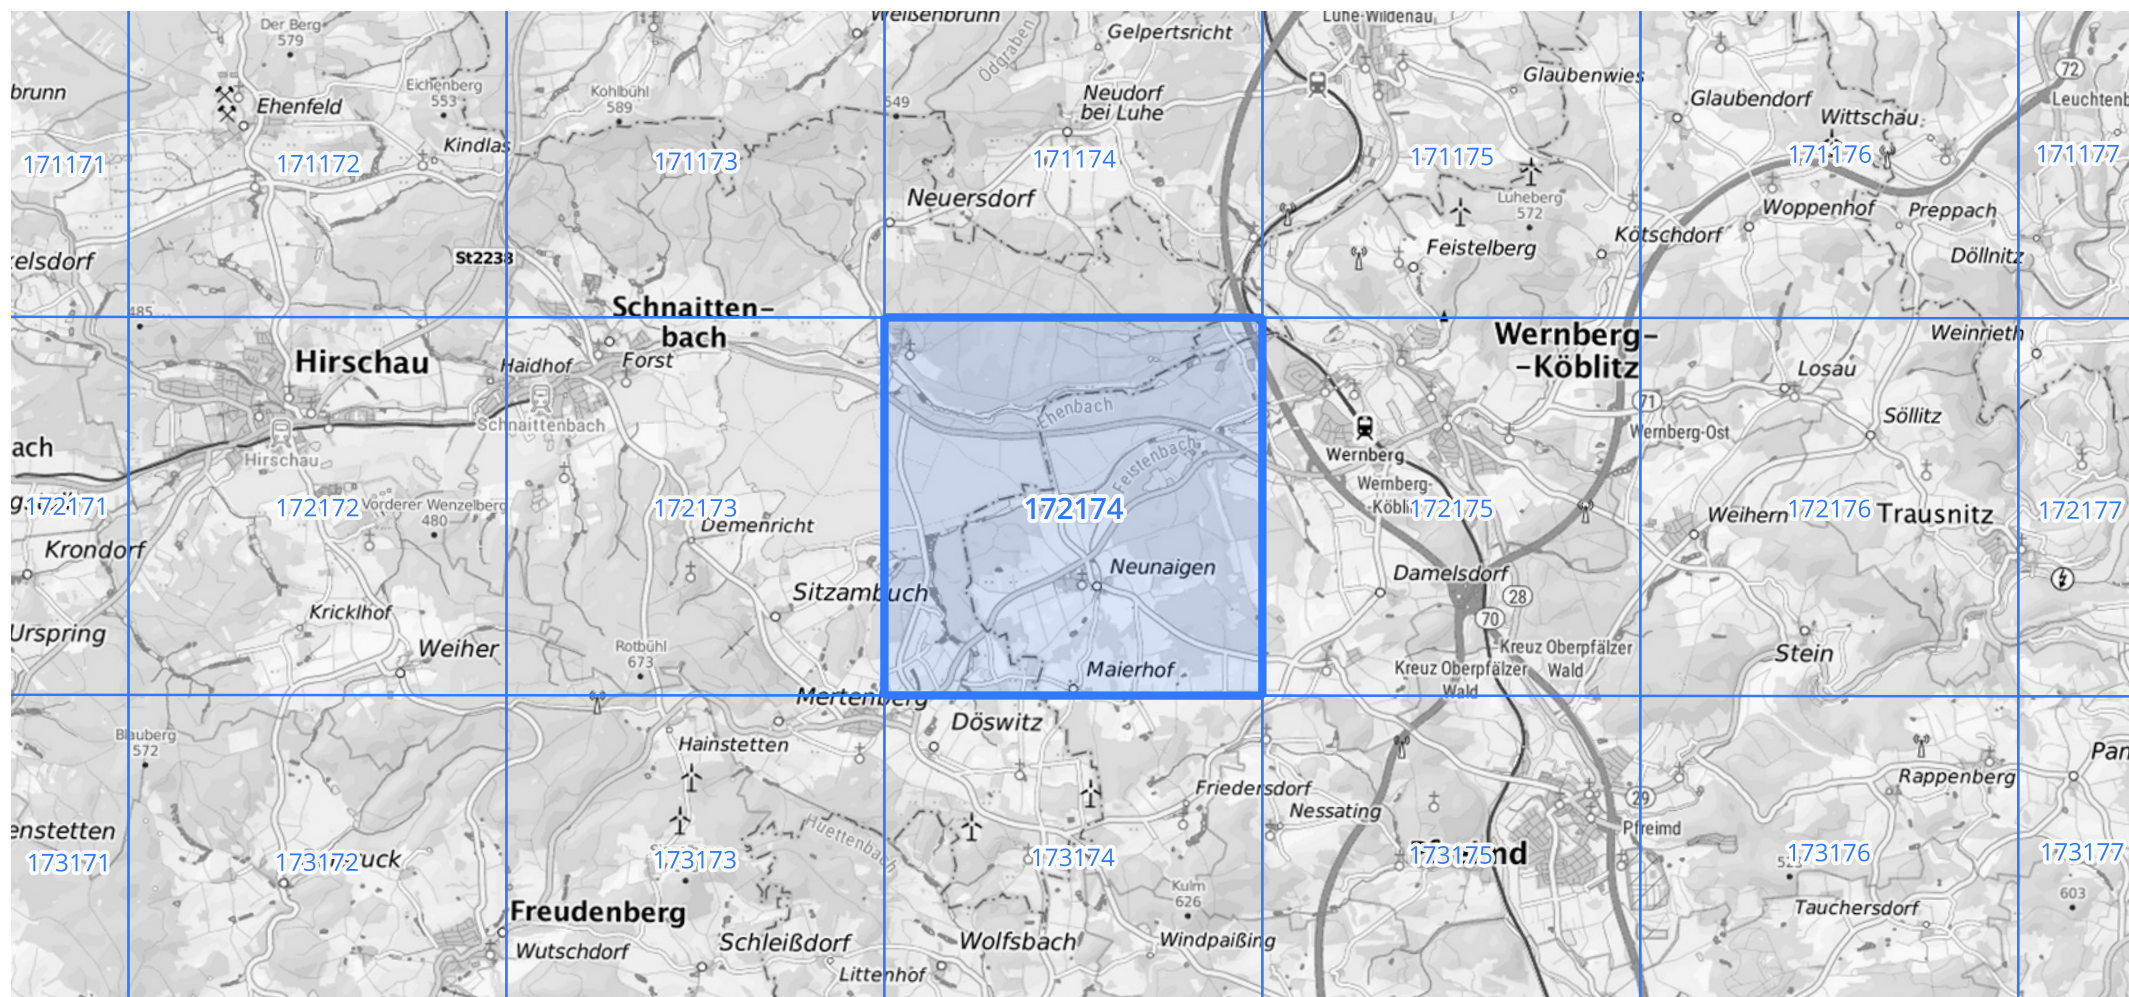 Der Berg
579
Weißenbrunn
Ödgraben
Gelpertsricht
Luhe-Wildenau
72
brunn
Ehenfeld
Eichenberg
553
Kohlbühl
589
549
Neudorf
bei Luhe
Glaubenwies
Glaubendorf
Wittschau
Leuchtenb
Kindlas
171171
171172
171173
171174
171175
171176
171177
Neuersdorf
Luheberg
572
Woppenhof
Preppach
Kötschdorf
Feistelberg
Döllnitz
elsdorf
St2238
485
Schnaitten-
bach
Wernberg-
-Köblitz
Weinrieth
Hirschau
Haidhof
Forst
Losau
71
Ehenbach
Söllitz
Schnaittenbach
Wernberg-Ost
ach
Hirschau
Feistenbach
Wernberg
Wernberg-
172171
172172
Vorderer Wenzelberg
480
172173
172174
172175
172176
172177
Weihern
Trausnitz
Demenricht
Krondorf
Neunaigen
Damelsdorf
28
70
Sitzambuch
Kricklhof
Urspring
Weiher
Rotbühl
673
Maierhof
Kreuz Oberpfälzer
Wald
Kreuz Oberpfälzer
Wald
Stein
Mertenberg
Döswitz
Blauberg
572
Hainstetten
Friedersdorf
Nessating
29
Pfreimd
Rappenberg
Pan
enstetten
Huettenbach
173171
173172
173173
173174
173175
173176
173177
Kulm
626
603
Freudenberg
Tauchersdorf
Wutschdorf
Schleißdorf
Wolfsbach
Windpaißing
Littenhof